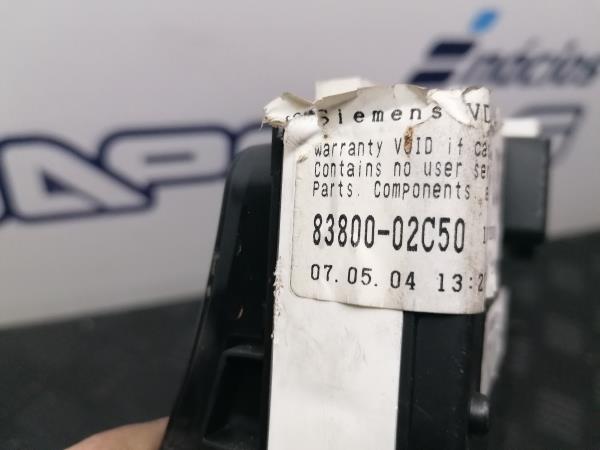 Siemens VD
warranty VOID if ca
Contains no user se
Parts. Components.
83800-02C50
07.05.04 13:2
Inácios